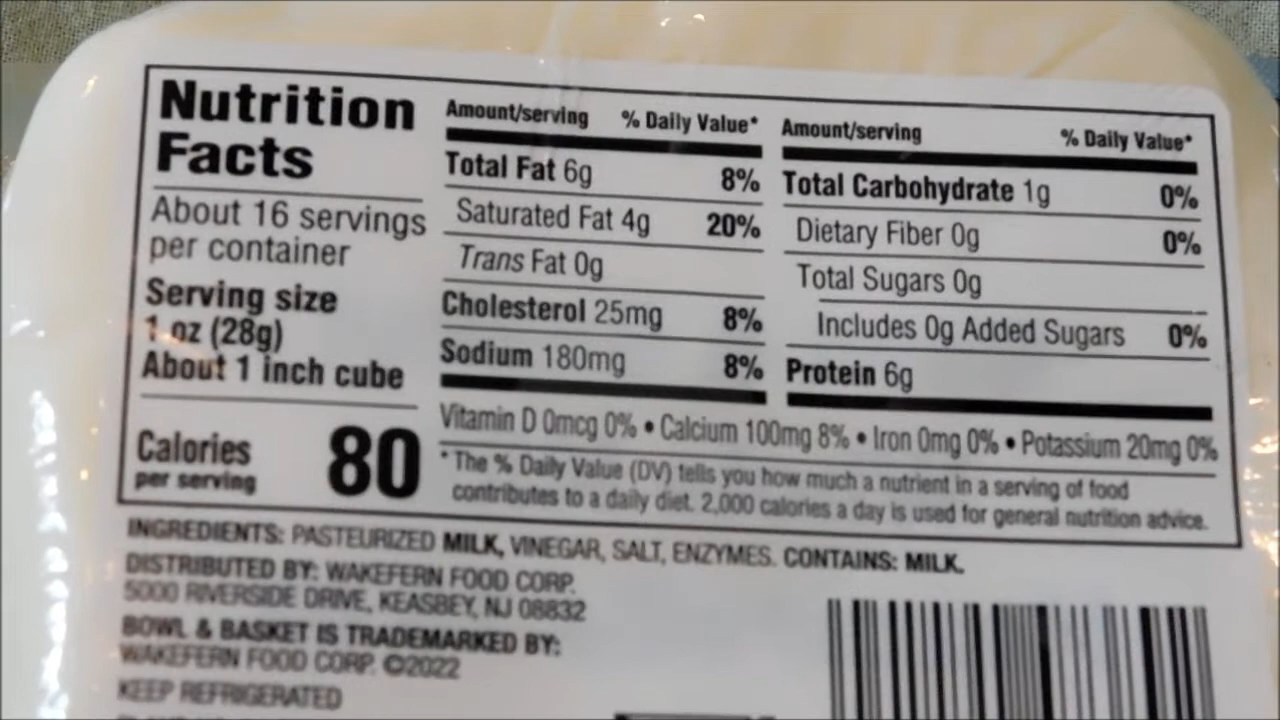 Nutrition
Facts
About 16 servings
per container
Serving size
1 oz (28g)
About 1 inch cube
Calories
per serving
80
Amount/serving % Daily Value*
Total Fat 6g 8%
Saturated Fat 4g 20%
Trans Fat 0g
Cholesterol 25mg 8%
Sodium 180mg 8%
Amount/serving % Daily Value*
Total Carbohydrate 1g 0%
Dietary Fiber 0g 0%
Total Sugars 0g
Includes 0g Added Sugars 0%
Protein 6g
Vitamin D 0mcg 0% • Calcium 100mg 8% • Iron 0mg 0% • Potassium 20mg 0%
*The % Daily Value (DV) tells you how much a nutrient in a serving of food
contributes to a daily diet. 2,000 calories a day is used for general nutrition advice.
INGREDIENTS: PASTEURIZED MILK, VINEGAR, SALT, ENZYMES. CONTAINS: MILK.
DISTRIBUTED BY: WAKEFERN FOOD CORP.
5000 RIVERSIDE DRIVE, KEASBEY, NJ 08832
BOWL & BASKET IS TRADEMARKED BY:
WAKEFERN FOOD CORP. ©2022
KEEP REFRIGERATED